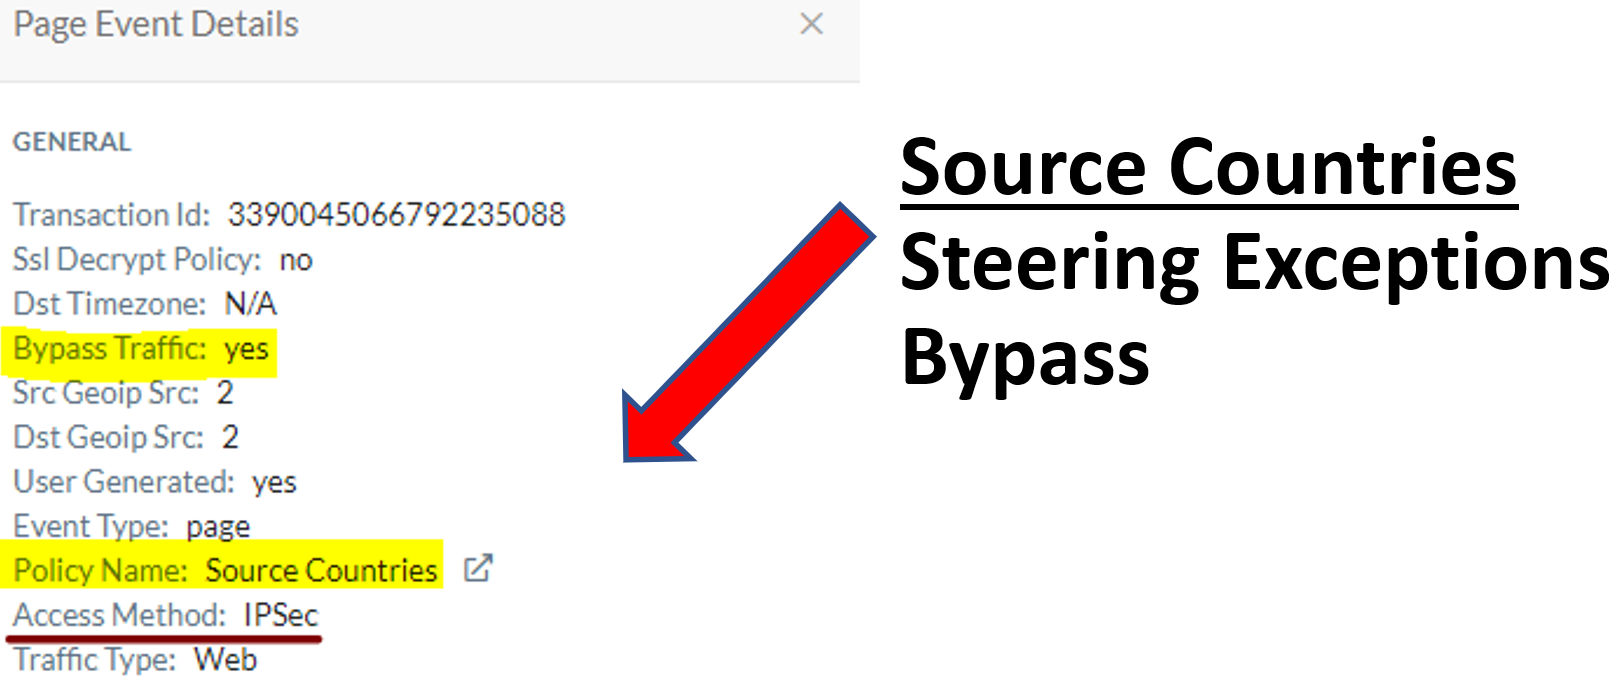 Page Event Details
GENERAL
Transaction Id: 3390045066792235088
Ssl Decrypt Policy: no
Dst Timezone: N/A
Bypass Traffic: yes
Src Geoip Src: 2
Dst Geoip Src: 2
User Generated: yes
Event Type: page
Policy Name: Source Countries
Access Method: IPSec
Traffic Type: Web
Source Countries
Steering Exceptions
Bypass